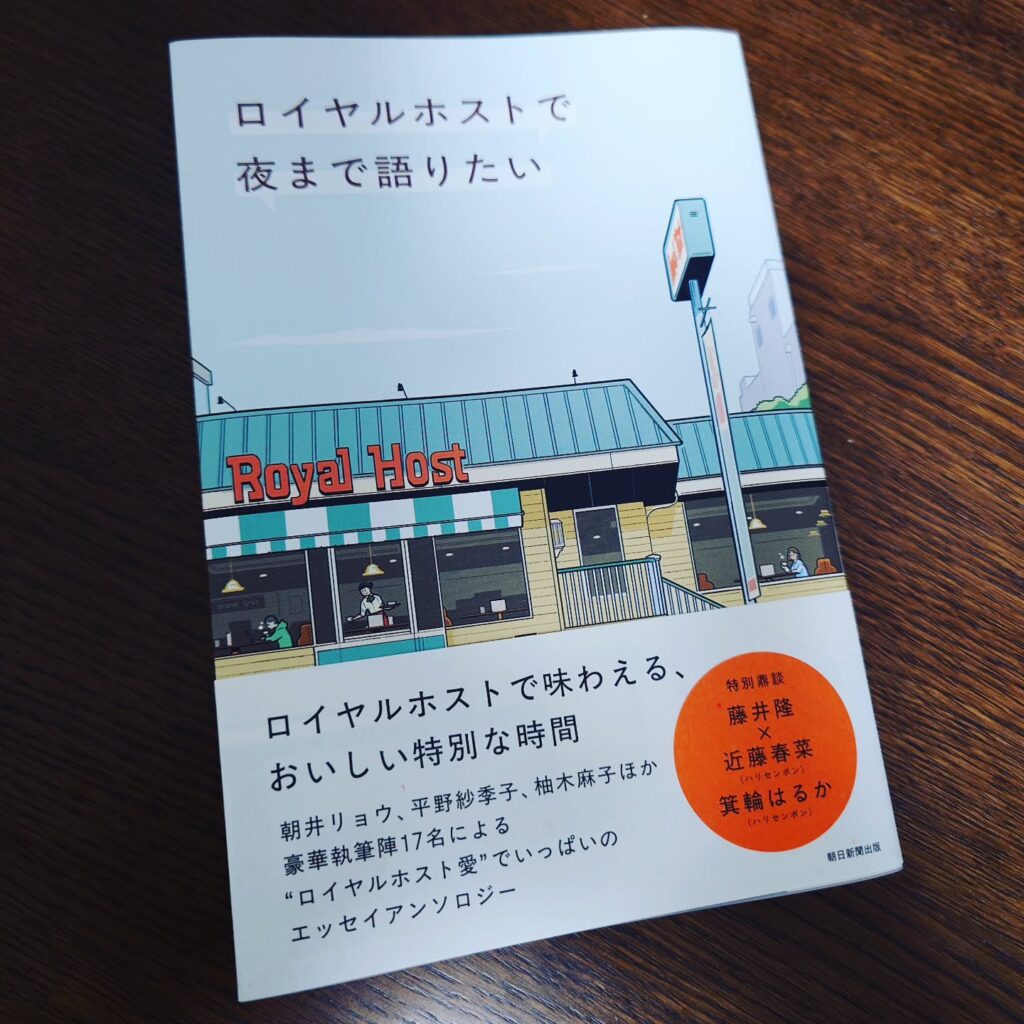 ロイヤルホストで
夜まで語りたい
Royal Host
ロイヤルホストで味わえる、
おいしい特別な時間
朝井リョウ、平野紗季子、柚木麻子ほか
豪華執筆陣17名による
“ロイヤルホスト愛”でいっぱいの
エッセイアンソロジー
特別鼎談
藤井隆
×
近藤春菜
(ハリセンボン)
箕輪はるか
(ハリセンボン)
朝日新聞出版